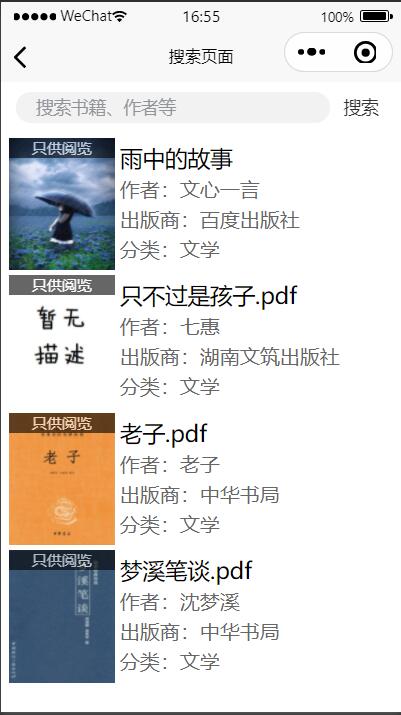 WeChat
16:55
100%
搜索页面
搜索书籍、作者等
搜索
只供阅览
雨中的故事
作者：文心一言
出版商：百度出版社
分类：文学
只供阅览
暂无
描述
只不过是孩子.pdf
作者：七惠
出版商：湖南文筑出版社
分类：文学
只供阅览
老子
老子.pdf
作者：老子
出版商：中华书局
分类：文学
只供阅览
溪笔谈
梦溪笔谈.pdf
作者：沈梦溪
出版商：中华书局
分类：文学